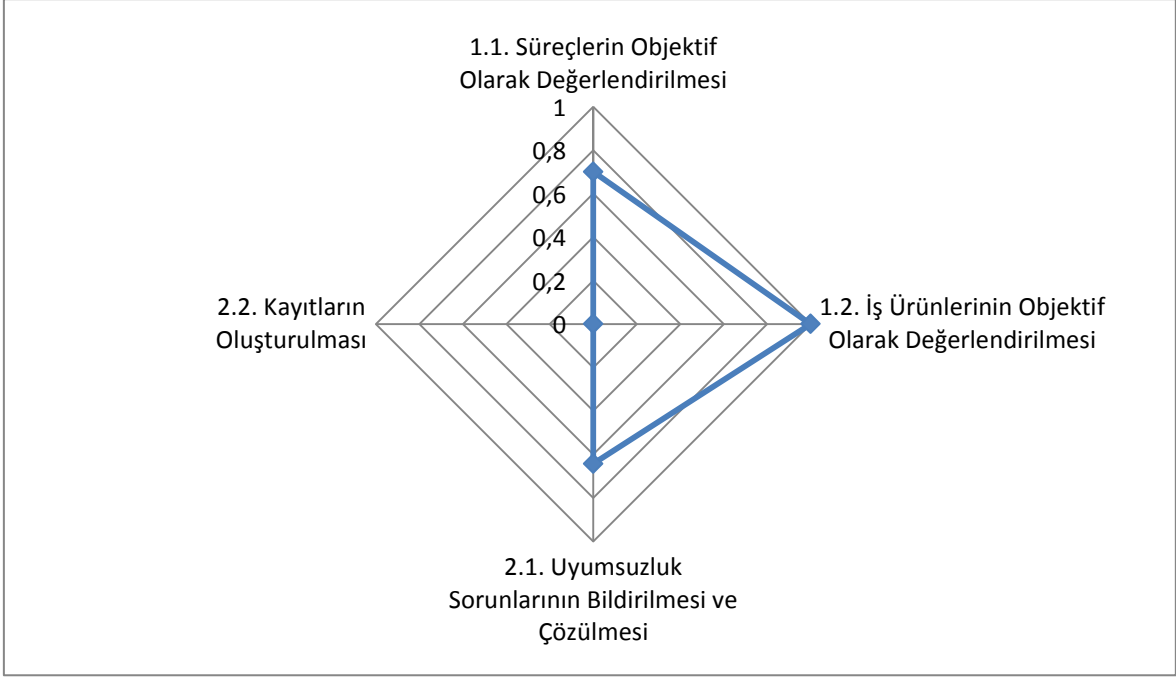 1.1. Süreçlerin Objektif
Olarak Değerlendirilmesi
1
0,8
0,6
0,4
0,2
0
2.2. Kayıtların
Oluşturulması
1.2. İş Ürünlerinin Objektif
Olarak Değerlendirilmesi
2.1. Uyumsuzluk
Sorunlarının Bildirilmesi ve
Çözülmesi